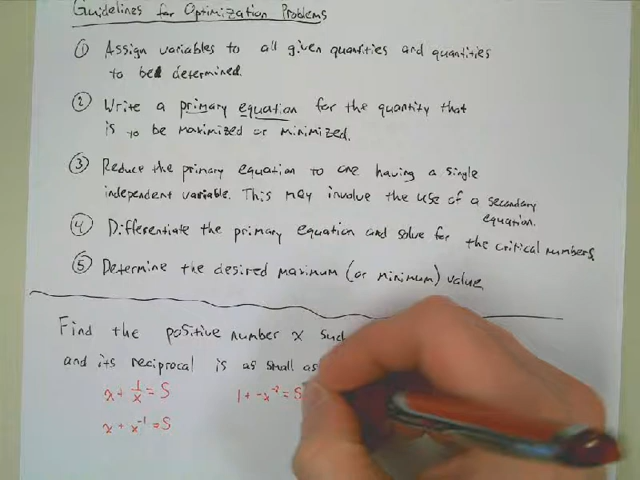 Guidelines for Optimization Problems
① Assign variables to all given quantities and quantities
to be determined.
② Write a primary equation for the quantity that
is to be maximized or minimized.
③ Reduce the primary equation to one having a single
independent variable. This may involve the use of a secondary
equation.
④ Differentiate the primary equation and solve for the critical numbers.
⑤ Determine the desired maximum (or minimum) value
Find the positive number x
and its reciprocal is as small as
x + 1/x = S
1 + -x⁻² = S
x + x⁻¹ = S